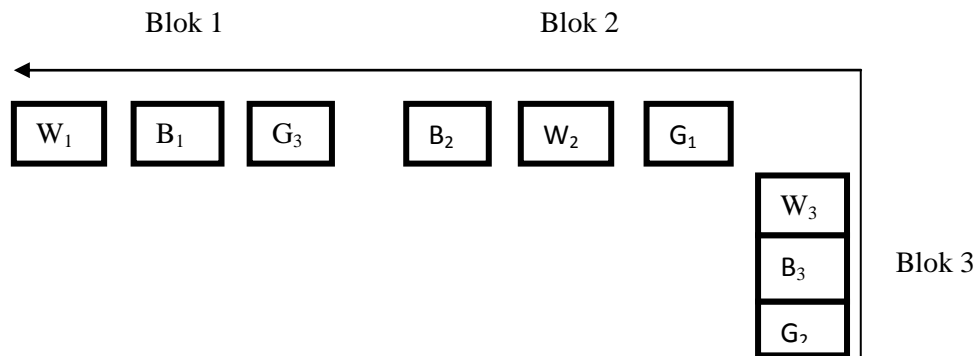 Blok 1 Blok 2
W₁ B₁ G₃ B₂ W₂ G₁
W₃
B₃ Blok 3
G₂